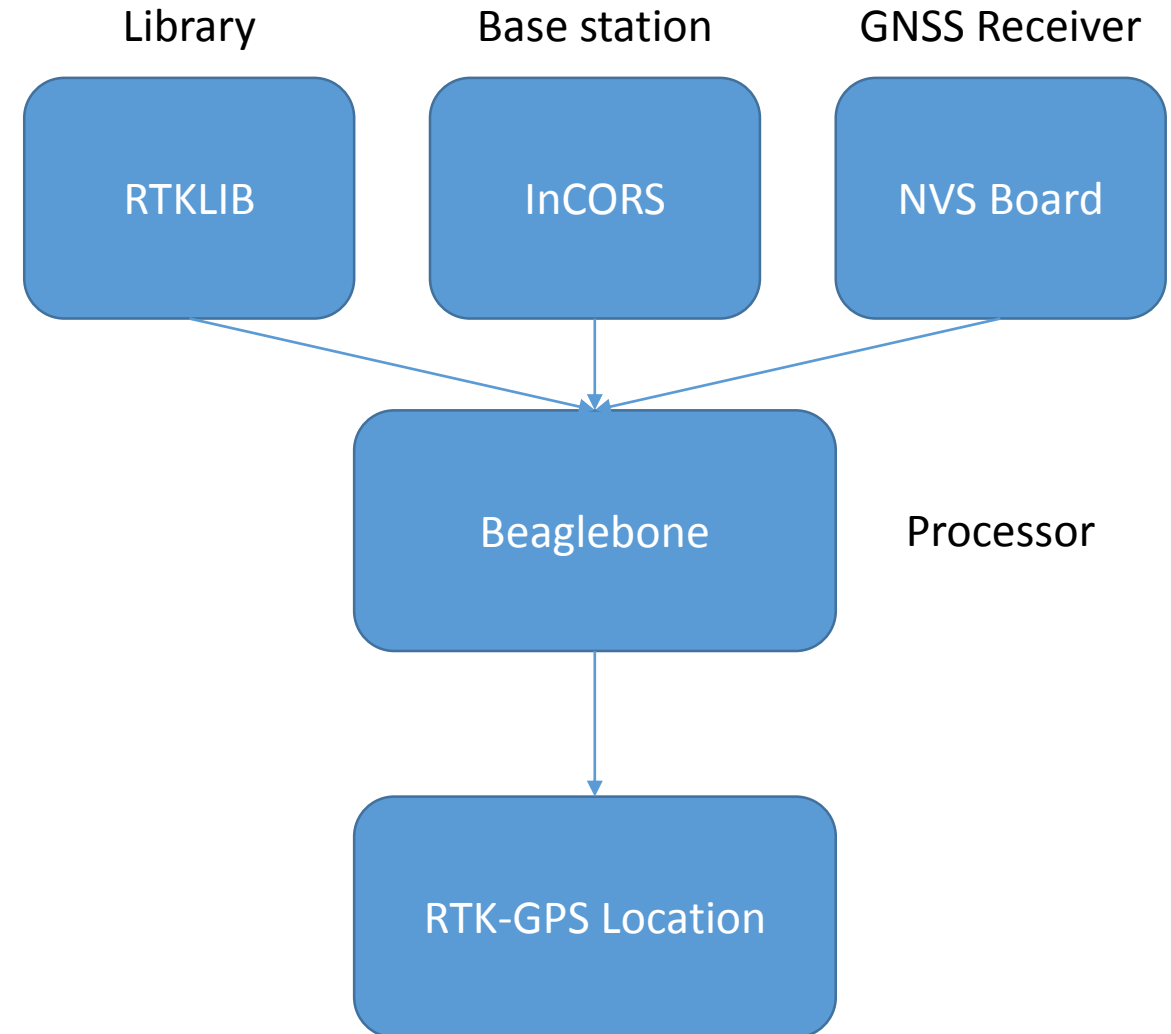 Library
Base station
GNSS Receiver
RTKLIB
InCORS
NVS Board
Beaglebone
Processor
RTK-GPS Location